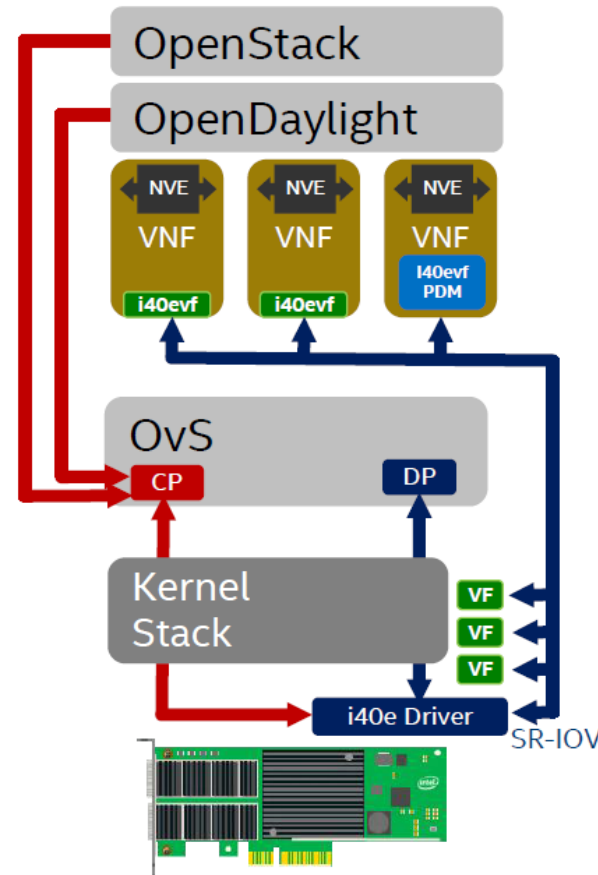 OpenStack
OpenDaylight
NVE
NVE
NVE
VNF
VNF
VNF
i40evf
i40evf
I40evf
PDM
OvS
CP
DP
Kernel
Stack
VF
VF
VF
i40e Driver
SR-IOV
intel